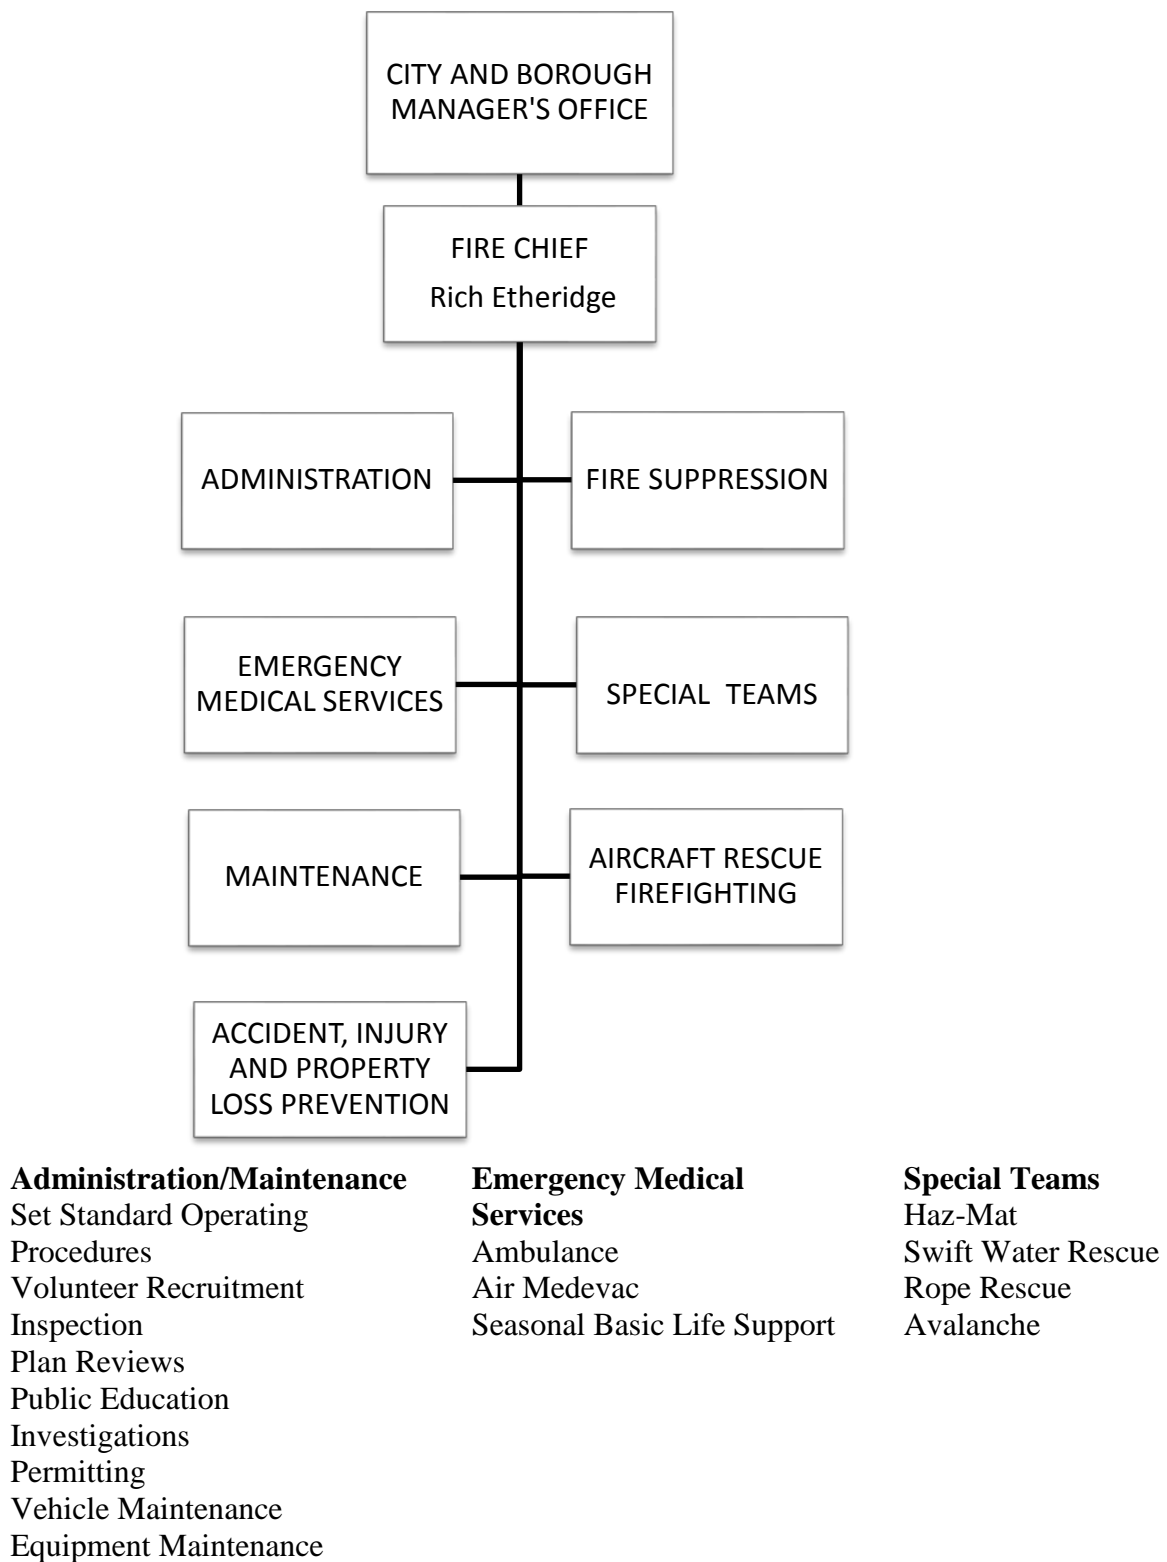 CITY AND BOROUGH
MANAGER'S OFFICE
FIRE CHIEF
Rich Etheridge
ADMINISTRATION
FIRE SUPPRESSION
EMERGENCY
MEDICAL SERVICES
SPECIAL TEAMS
MAINTENANCE
AIRCRAFT RESCUE
FIREFIGHTING
ACCIDENT, INJURY
AND PROPERTY
LOSS PREVENTION
Administration/Maintenance
Set Standard Operating
Procedures
Volunteer Recruitment
Inspection
Plan Reviews
Public Education
Investigations
Permitting
Vehicle Maintenance
Equipment Maintenance
Emergency Medical
Services
Ambulance
Air Medevac
Seasonal Basic Life Support
Special Teams
Haz-Mat
Swift Water Rescue
Rope Rescue
Avalanche